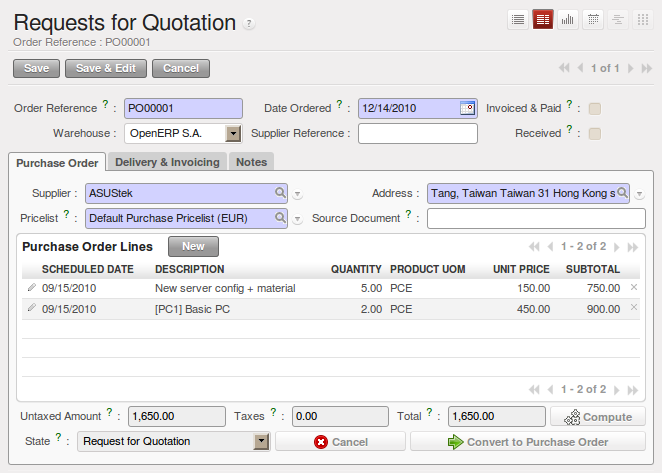 Requests for Quotation ?
Order Reference : PO00001
Save Save & Edit Cancel 1 of 1
Order Reference ? : PO00001 Date Ordered ? : 12/14/2010 Invoiced & Paid ? :
Warehouse : OpenERP S.A. Supplier Reference : Received ? :
Purchase Order Delivery & Invoicing Notes
Supplier : ASUStek Address : Tang, Taiwan Taiwan 31 Hong Kong s
Pricelist ? : Default Purchase Pricelist (EUR) Source Document ? :
Purchase Order Lines New 1 - 2 of 2
SCHEDULED DATE DESCRIPTION QUANTITY PRODUCT UOM UNIT PRICE SUBTOTAL
09/15/2010 New server config + material 5.00 PCE 150.00 750.00
09/15/2010 [PC1] Basic PC 2.00 PCE 450.00 900.00
1 - 2 of 2
Untaxed Amount ? : 1,650.00 Taxes ? : 0.00 Total ? : 1,650.00 Compute
State ? : Request for Quotation Cancel Convert to Purchase Order